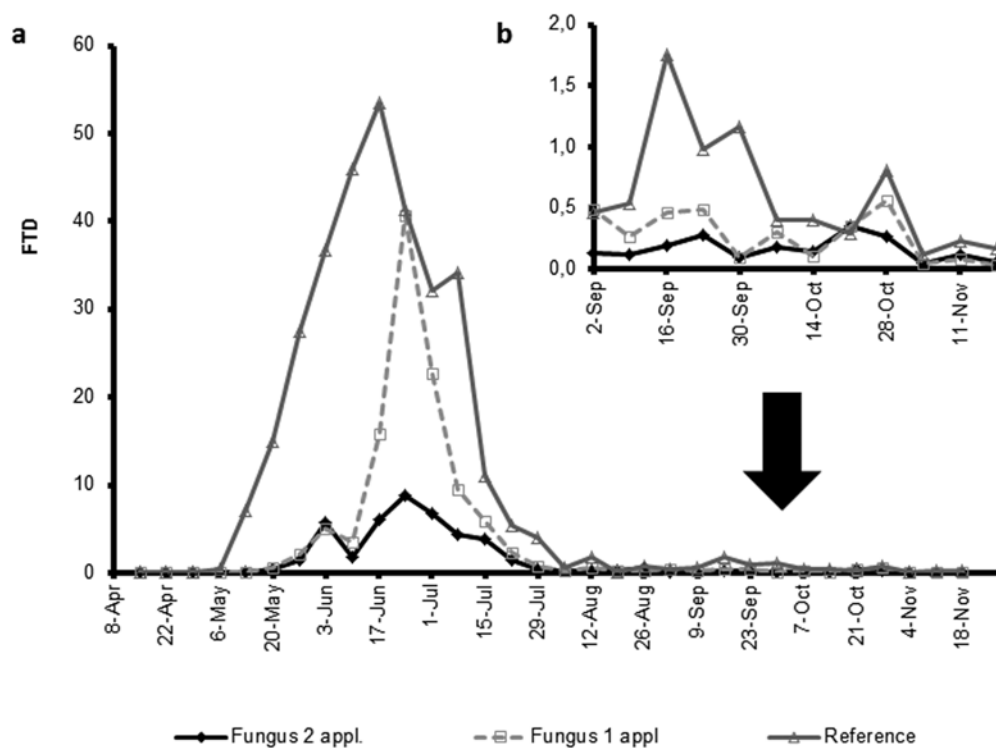 a
60
50
40
30
20
10
0
FTD
8-Apr
22-Apr
6-May
20-May
3-Jun
17-Jun
1-Jul
15-Jul
29-Jul
12-Aug
26-Aug
9-Sep
23-Sep
7-Oct
21-Oct
4-Nov
18-Nov
b
2,0
1,5
1,0
0,5
0,0
2-Sep
16-Sep
30-Sep
14-Oct
28-Oct
11-Nov
Fungus 2 appl.
Fungus 1 appl
Reference